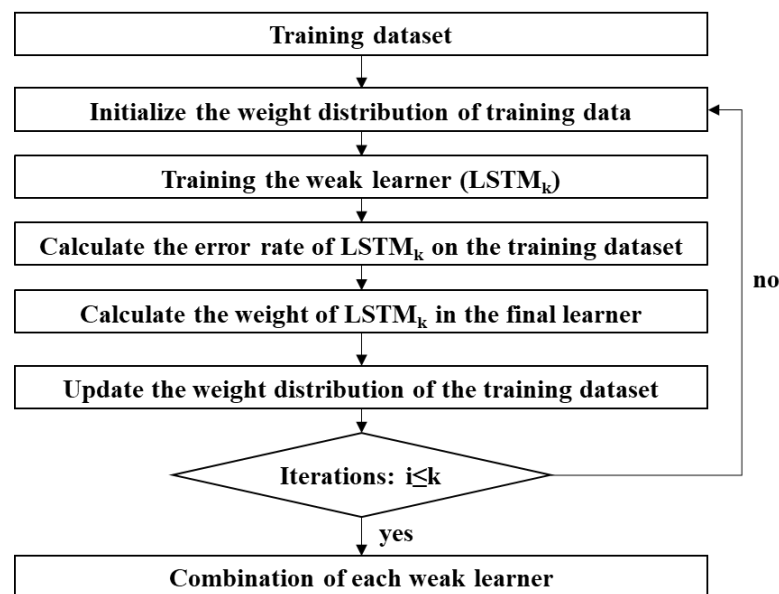 Training dataset
Initialize the weight distribution of training data
Training the weak learner (LSTMₖ)
Calculate the error rate of LSTMₖ on the training dataset
no
Calculate the weight of LSTMₖ in the final learner
Update the weight distribution of the training dataset
Iterations: i≤k
yes
Combination of each weak learner